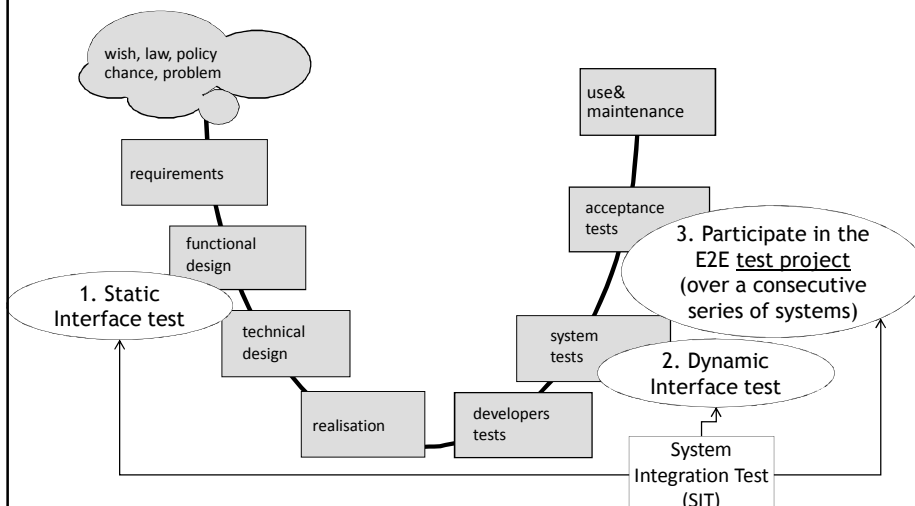 wish, law, policy
chance, problem
requirements
functional
design
1. Static
Interface test
technical
design
realisation
developers
tests
system
tests
2. Dynamic
Interface test
acceptance
tests
3. Participate in the
E2E test project
(over a consecutive
series of systems)
use&
maintenance
System
Integration Test
(SIT)